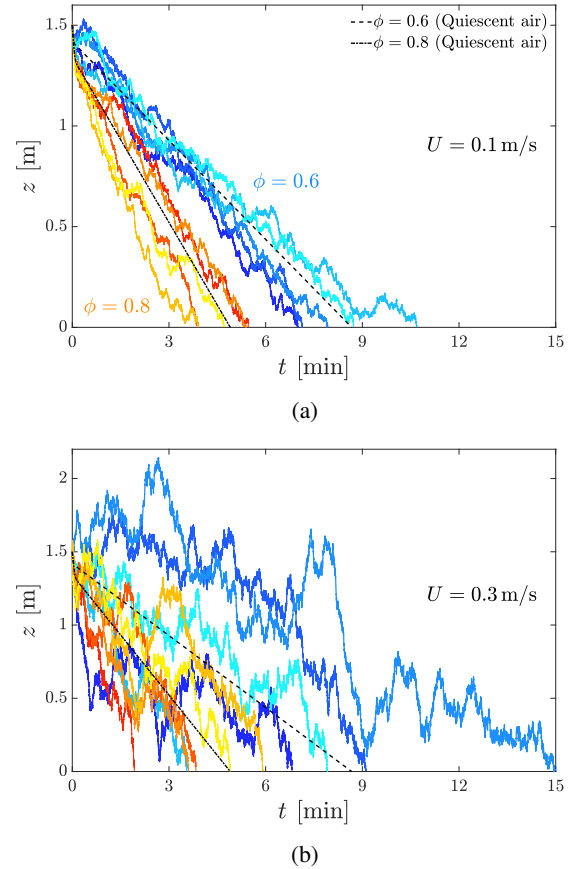 1.5
1
0.5
0
z [m]
ϕ = 0.6 (Quiescent air)
ϕ = 0.8 (Quiescent air)
U = 0.1 m/s
ϕ = 0.6
ϕ = 0.8
0 3 6 9 12 15
t [min]
(a)
2
1.5
1
0.5
0
z [m]
U = 0.3 m/s
0 3 6 9 12 15
t [min]
(b)